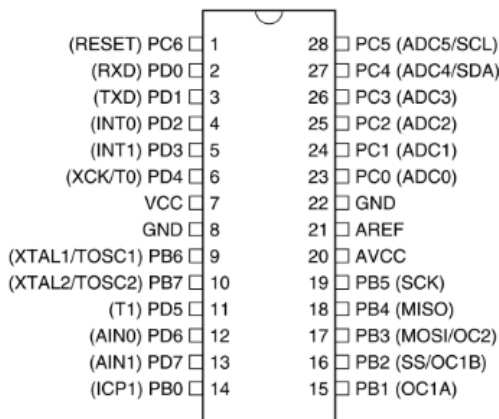 (RESET) PC6 1 28 PC5 (ADC5/SCL)
(RXD) PD0 2 27 PC4 (ADC4/SDA)
(TXD) PD1 3 26 PC3 (ADC3)
(INT0) PD2 4 25 PC2 (ADC2)
(INT1) PD3 5 24 PC1 (ADC1)
(XCK/T0) PD4 6 23 PC0 (ADC0)
VCC 7 22 GND
GND 8 21 AREF
(XTAL1/TOSC1) PB6 9 20 AVCC
(XTAL2/TOSC2) PB7 10 19 PB5 (SCK)
(T1) PD5 11 18 PB4 (MISO)
(AIN0) PD6 12 17 PB3 (MOSI/OC2)
(AIN1) PD7 13 16 PB2 (SS/OC1B)
(ICP1) PB0 14 15 PB1 (OC1A)